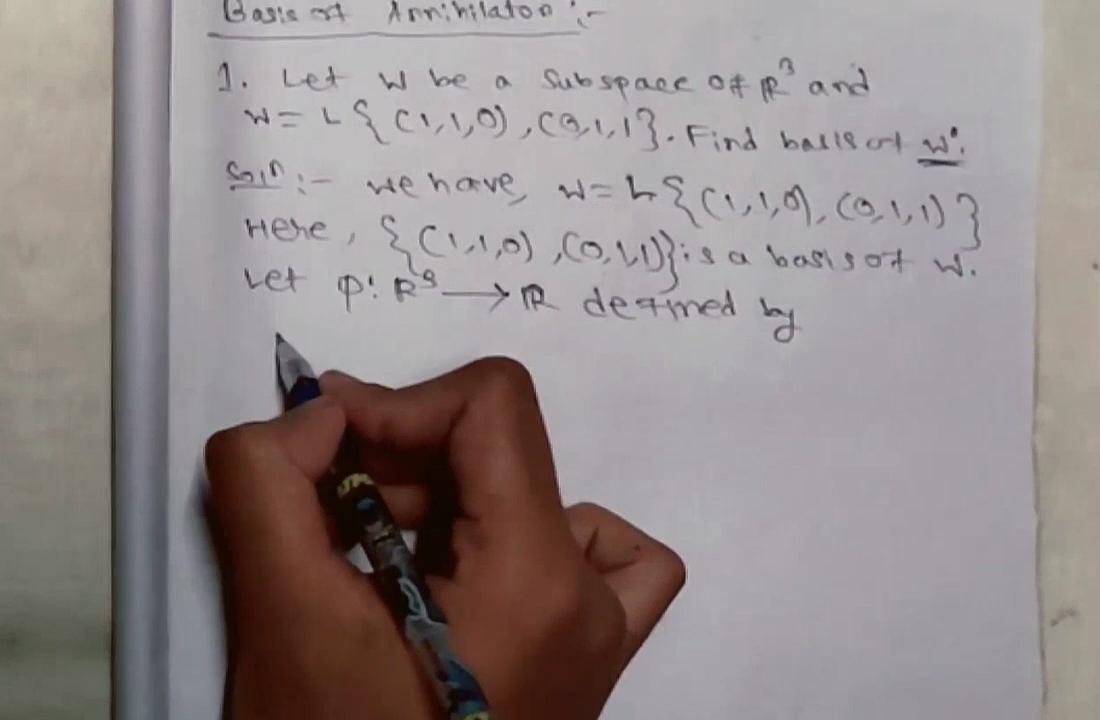 Basis of Annihilator :-
1. Let W be a subspace of ℝ³ and
W = L { (1,1,0), (0,1,1}. Find basis of W°.
Solⁿ :- we have, W = L { (1,1,0), (0,1,1) }
Here, { (1,1,0), (0,1,1)} is a basis of W.
Let φ: ℝ³ ⟶ ℝ defined by